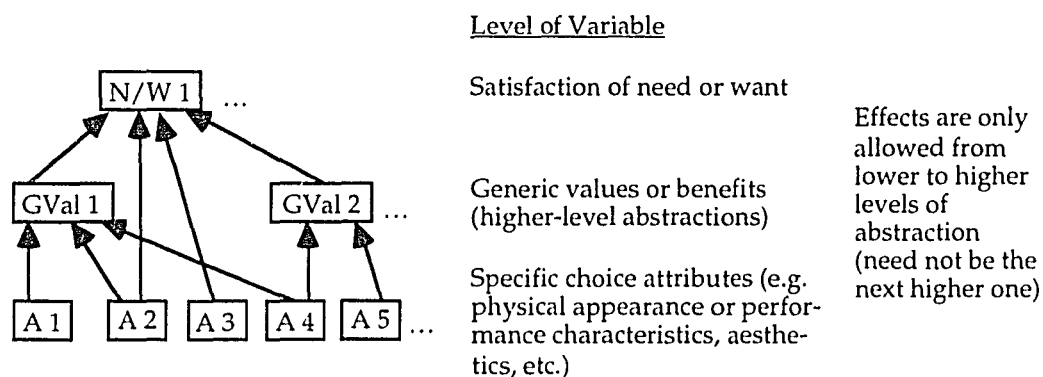 Level of Variable
N/W 1 ...
Satisfaction of need or want
GVal 1
GVal 2 ...
Generic values or benefits
(higher-level abstractions)
A 1
A 2
A 3
A 4
A 5 ...
Specific choice attributes (e.g.
physical appearance or perfor-
mance characteristics, aesthe-
tics, etc.)
Effects are only
allowed from
lower to higher
levels of
abstraction
(need not be the
next higher one)